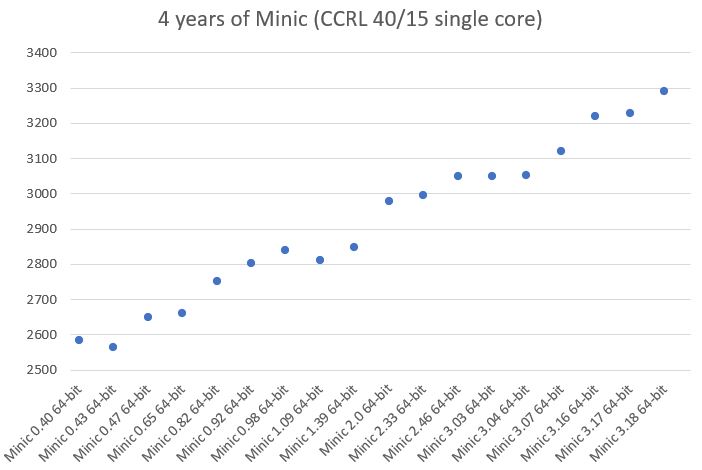 4 years of Minic (CCRL 40/15 single core)
3400
3300
3200
3100
3000
2900
2800
2700
2600
2500
Minic 0.40 64-bit
Minic 0.43 64-bit
Minic 0.47 64-bit
Minic 0.65 64-bit
Minic 0.82 64-bit
Minic 0.92 64-bit
Minic 0.98 64-bit
Minic 1.09 64-bit
Minic 1.39 64-bit
Minic 2.0 64-bit
Minic 2.33 64-bit
Minic 2.46 64-bit
Minic 3.03 64-bit
Minic 3.04 64-bit
Minic 3.07 64-bit
Minic 3.16 64-bit
Minic 3.17 64-bit
Minic 3.18 64-bit